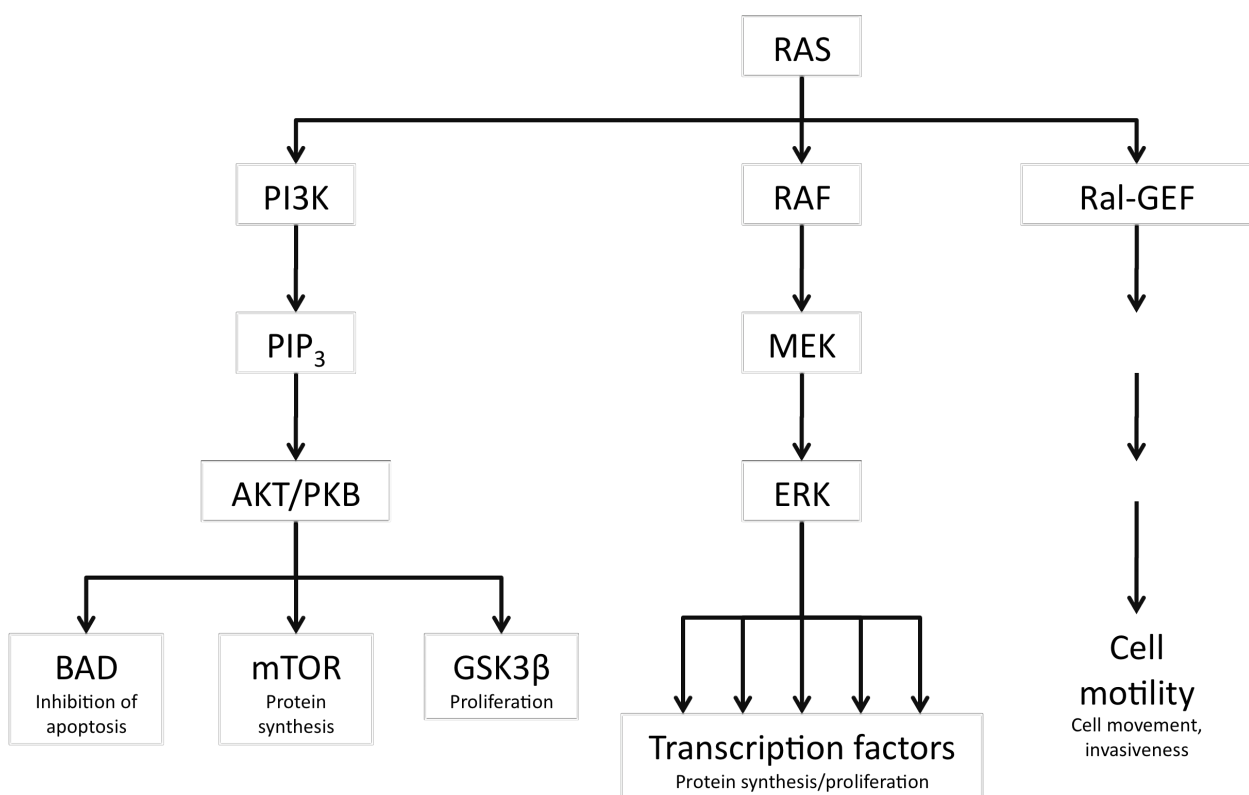 RAS
PI3K
RAF
Ral-GEF
PIP₃
MEK
AKT/PKB
ERK
BAD
Inhibition of
apoptosis
mTOR
Protein
synthesis
GSK3β
Proliferation
Transcription factors
Protein synthesis/proliferation
Cell
motility
Cell movement,
invasiveness